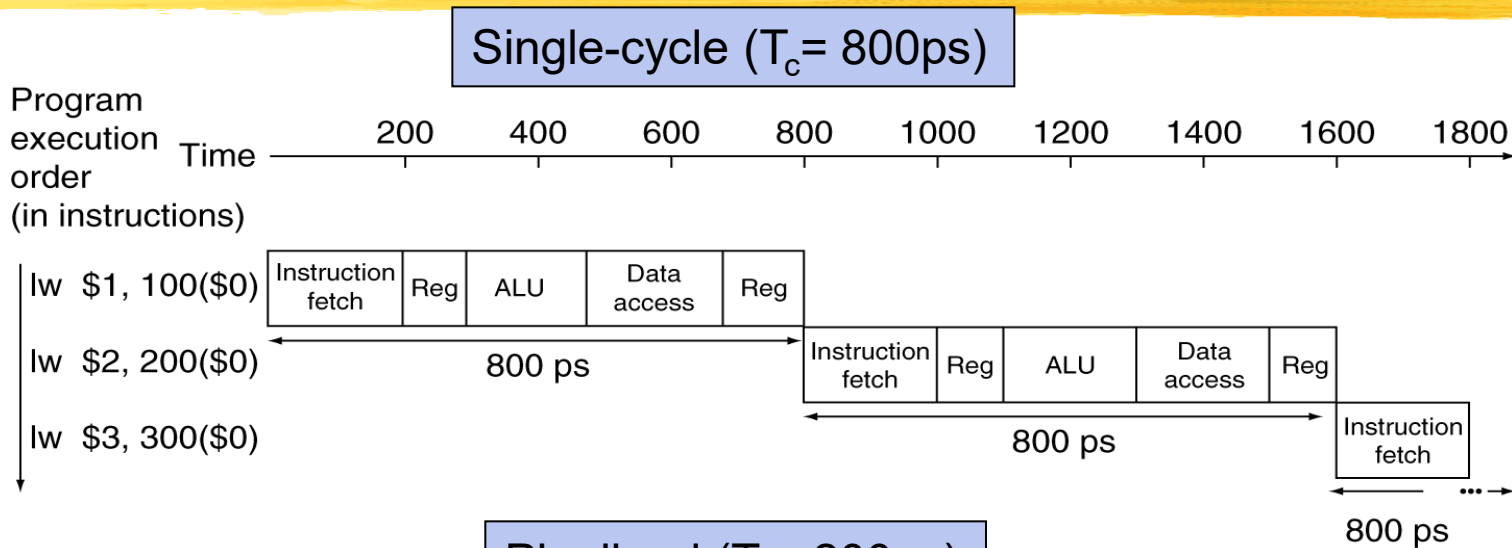 Single-cycle (Tc= 800ps)
Program
execution
order
(in instructions)
Time
200 400 600 800 1000 1200 1400 1600 1800
lw $1, 100($0)
Instruction
fetch
Reg
ALU
Data
access
Reg
800 ps
lw $2, 200($0)
Instruction
fetch
Reg
ALU
Data
access
Reg
800 ps
lw $3, 300($0)
Instruction
fetch
...
800 ps